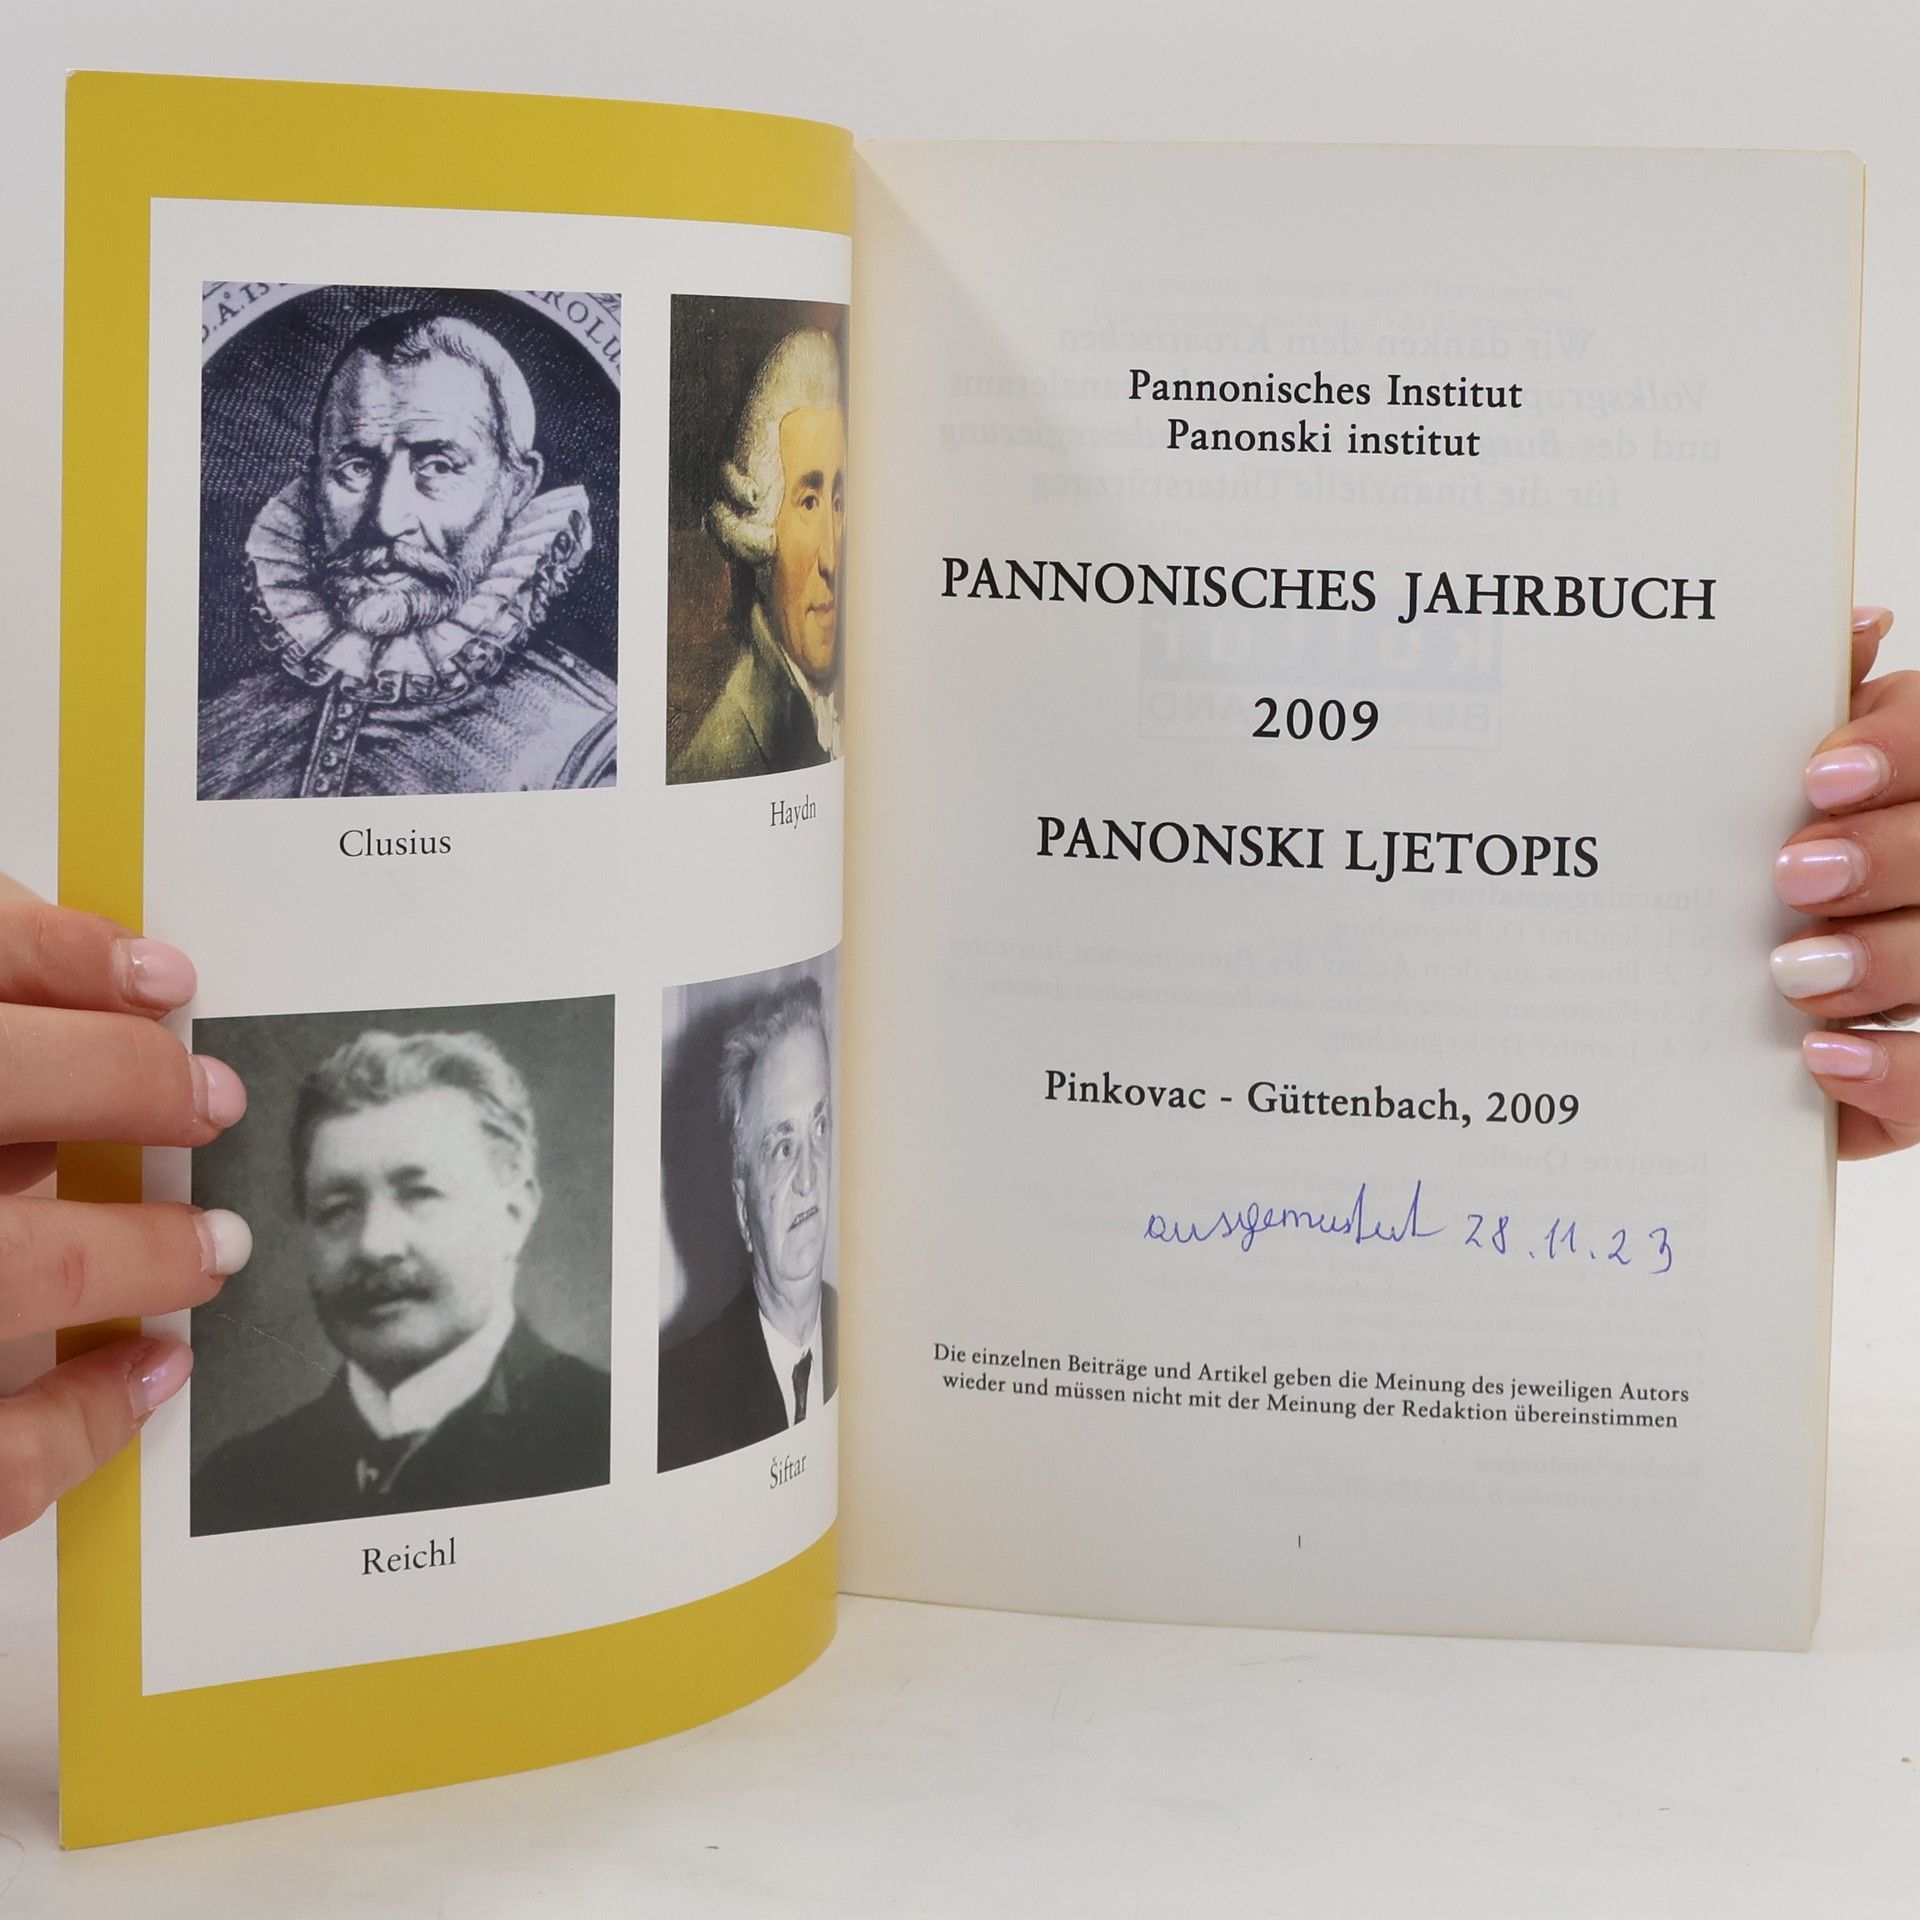 Clusius
Haydn
Reichl
Šiftar
Pannonisches Institut
Panonski institut
PANNONISCHES JAHRBUCH
2009
PANONSKI LJETOPIS
Pinkovac - Güttenbach, 2009
ausgemustert 28.11.23
Die einzelnen Beiträge und Artikel geben die Meinung des jeweiligen Autors
wieder und müssen nicht mit der Meinung der Redaktion übereinstimmen
1